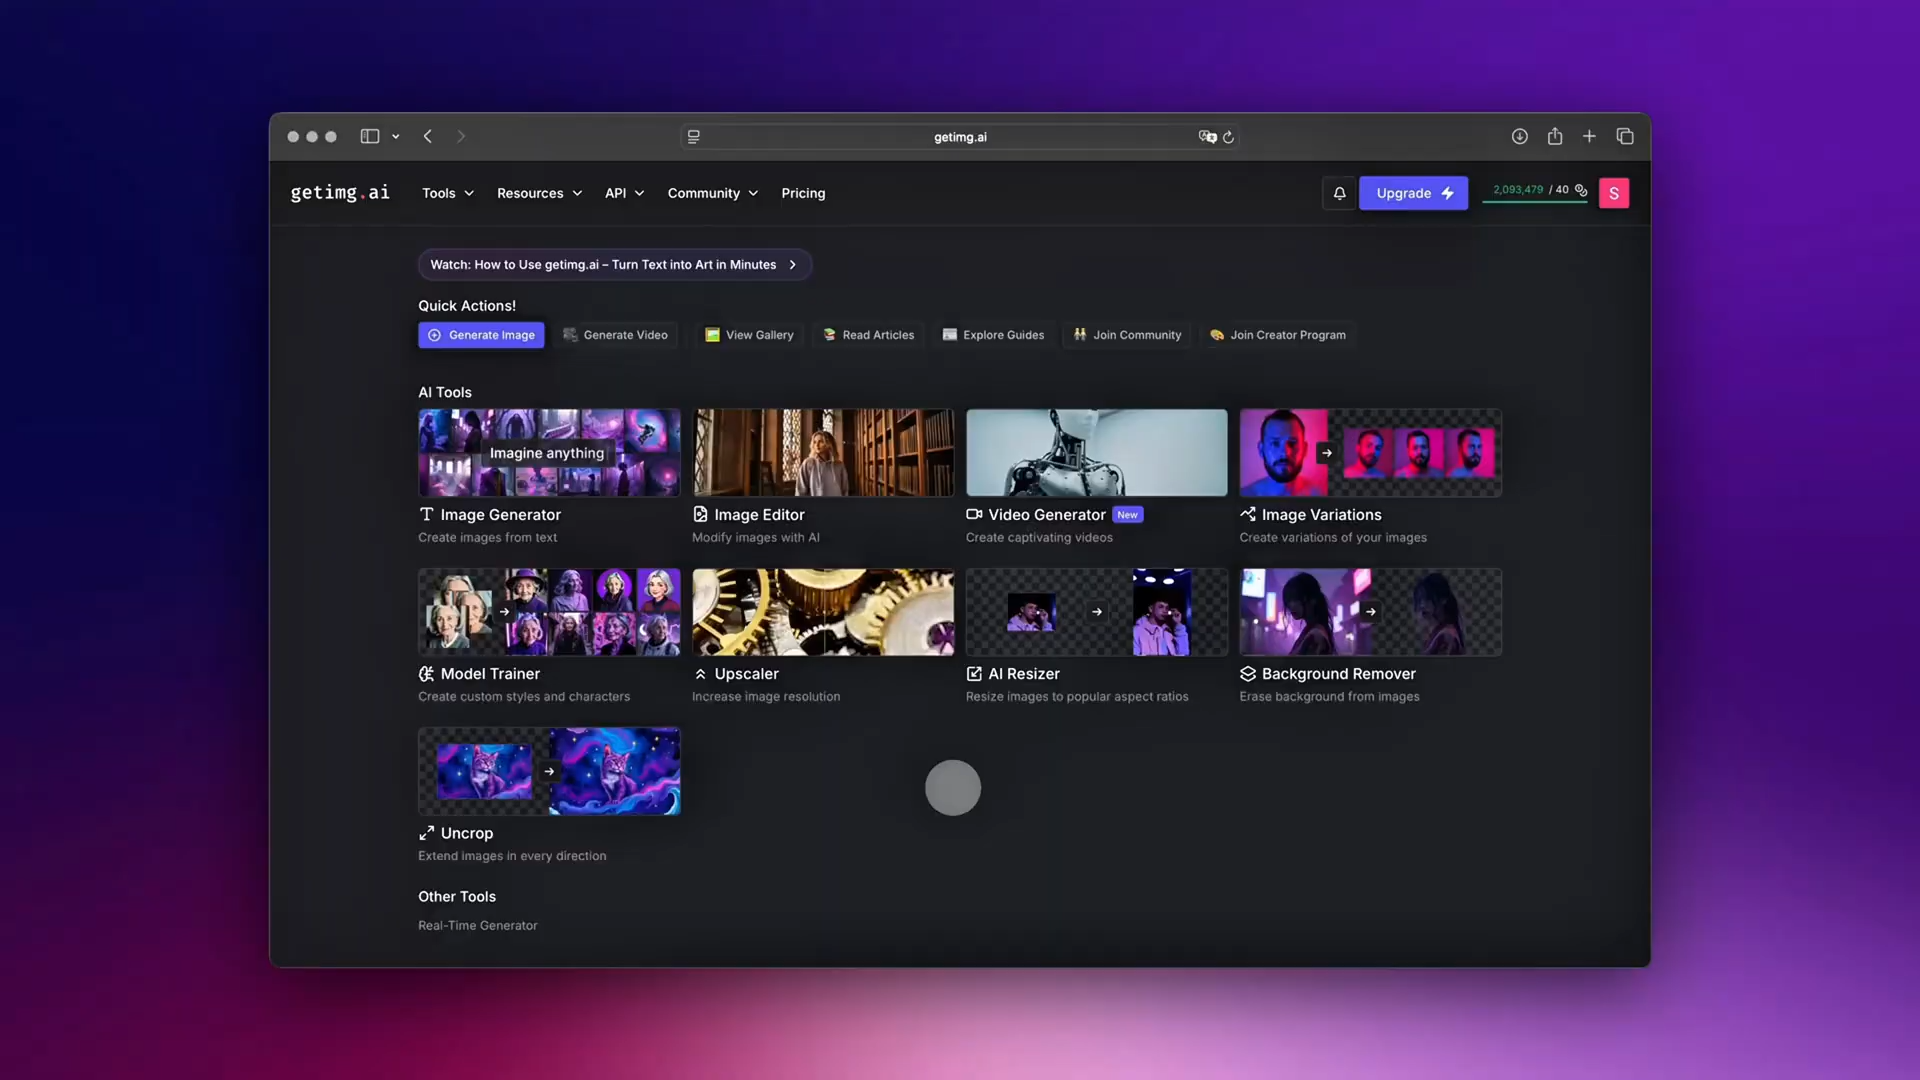 getimg.ai
getimg.ai
Tools
Resources
API
Community
Pricing
Upgrade
2,093,479 / 40
S
Watch: How to Use getimg.ai – Turn Text into Art in Minutes
Quick Actions!
Generate Image
Generate Video
View Gallery
Read Articles
Explore Guides
Join Community
Join Creator Program
AI Tools
Imagine anything
Image Generator
Create images from text
Image Editor
Modify images with AI
Video Generator New
Create captivating videos
Image Variations
Create variations of your images
Model Trainer
Create custom styles and characters
Upscaler
Increase image resolution
AI Resizer
Resize images to popular aspect ratios
Background Remover
Erase background from images
Uncrop
Extend images in every direction
Other Tools
Real-Time Generator